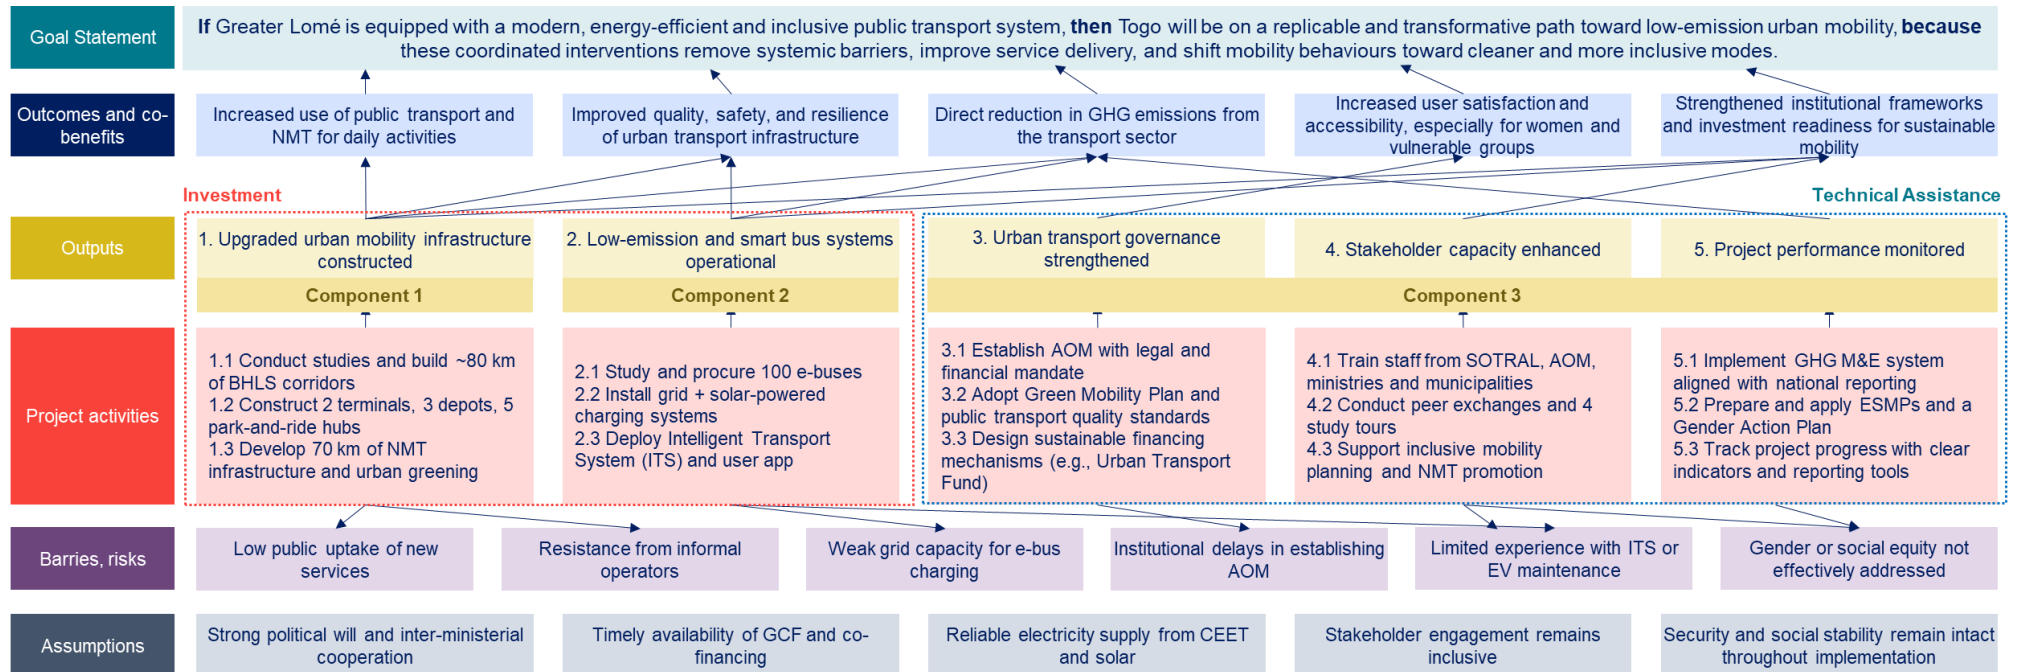 Goal Statement
If Greater Lomé is equipped with a modern, energy-efficient and inclusive public transport system, then Togo will be on a replicable and transformative path toward low-emission urban mobility, because
these coordinated interventions remove systemic barriers, improve service delivery, and shift mobility behaviours toward cleaner and more inclusive modes.
Outcomes and co-
benefits
Increased use of public transport and
NMT for daily activities
Improved quality, safety, and resilience
of urban transport infrastructure
Direct reduction in GHG emissions from
the transport sector
Increased user satisfaction and
accessibility, especially for women and
vulnerable groups
Strengthened institutional frameworks
and investment readiness for sustainable
mobility
Investment
Technical Assistance
Outputs
1. Upgraded urban mobility infrastructure
constructed
2. Low-emission and smart bus systems
operational
3. Urban transport governance
strengthened
4. Stakeholder capacity enhanced
5. Project performance monitored
Component 1
Component 2
Component 3
Project activities
1.1 Conduct studies and build ~80 km
of BHLS corridors
1.2 Construct 2 terminals, 3 depots, 5
park-and-ride hubs
1.3 Develop 70 km of NMT
infrastructure and urban greening
2.1 Study and procure 100 e-buses
2.2 Install grid + solar-powered
charging systems
2.3 Deploy Intelligent Transport
System (ITS) and user app
3.1 Establish AOM with legal and
financial mandate
3.2 Adopt Green Mobility Plan and
public transport quality standards
3.3 Design sustainable financing
mechanisms (e.g., Urban Transport
Fund)
4.1 Train staff from SOTRAL, AOM,
ministries and municipalities
4.2 Conduct peer exchanges and 4
study tours
4.3 Support inclusive mobility
planning and NMT promotion
5.1 Implement GHG M&E system
aligned with national reporting
5.2 Prepare and apply ESMPs and a
Gender Action Plan
5.3 Track project progress with clear
indicators and reporting tools
Barries, risks
Low public uptake of new
services
Resistance from informal
operators
Weak grid capacity for e-bus
charging
Institutional delays in establishing
AOM
Limited experience with ITS or
EV maintenance
Gender or social equity not
effectively addressed
Assumptions
Strong political will and inter-ministerial
cooperation
Timely availability of GCF and co-
financing
Reliable electricity supply from CEET
and solar
Stakeholder engagement remains
inclusive
Security and social stability remain intact
throughout implementation